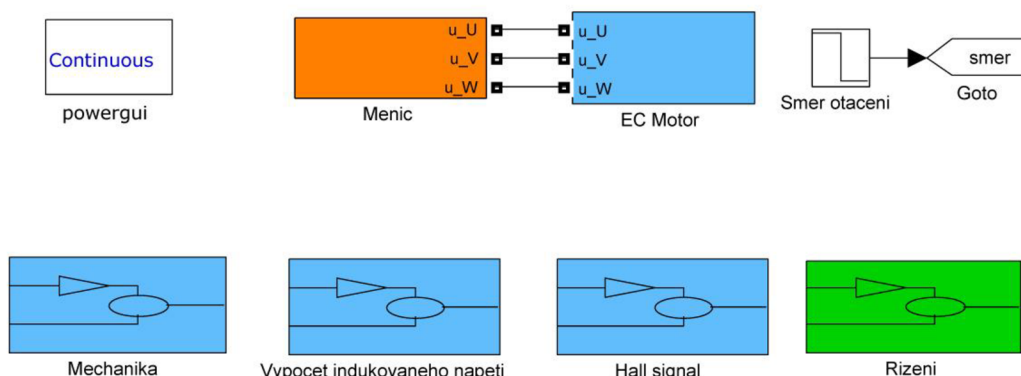 Continuous
powergui
u_U
u_V
u_W
Menic
u_U
u_V
u_W
EC Motor
Smer otaceni
smer
Goto
Mechanika
Vypocet indukovaneho napeti
Hall signal
Rizeni